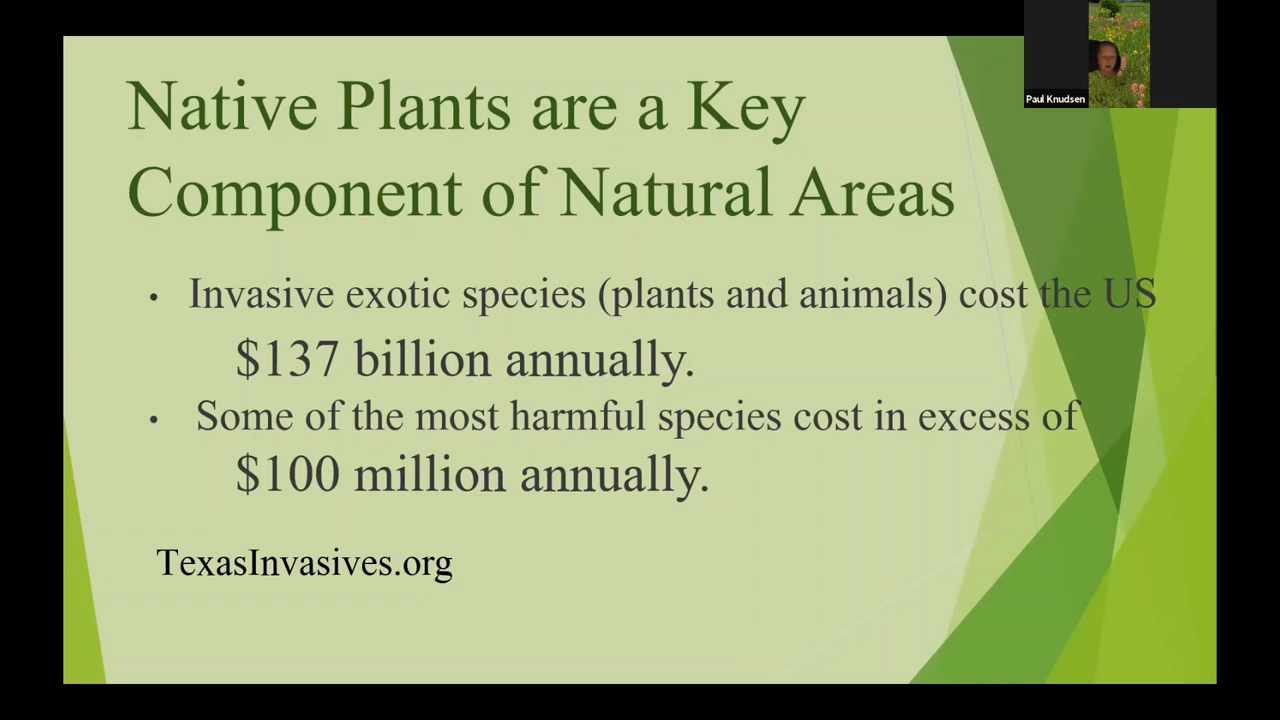 Native Plants are a Key
Component of Natural Areas
• Invasive exotic species (plants and animals) cost the US
$137 billion annually.
• Some of the most harmful species cost in excess of
$100 million annually.
TexasInvasives.org
Paul Knudsen